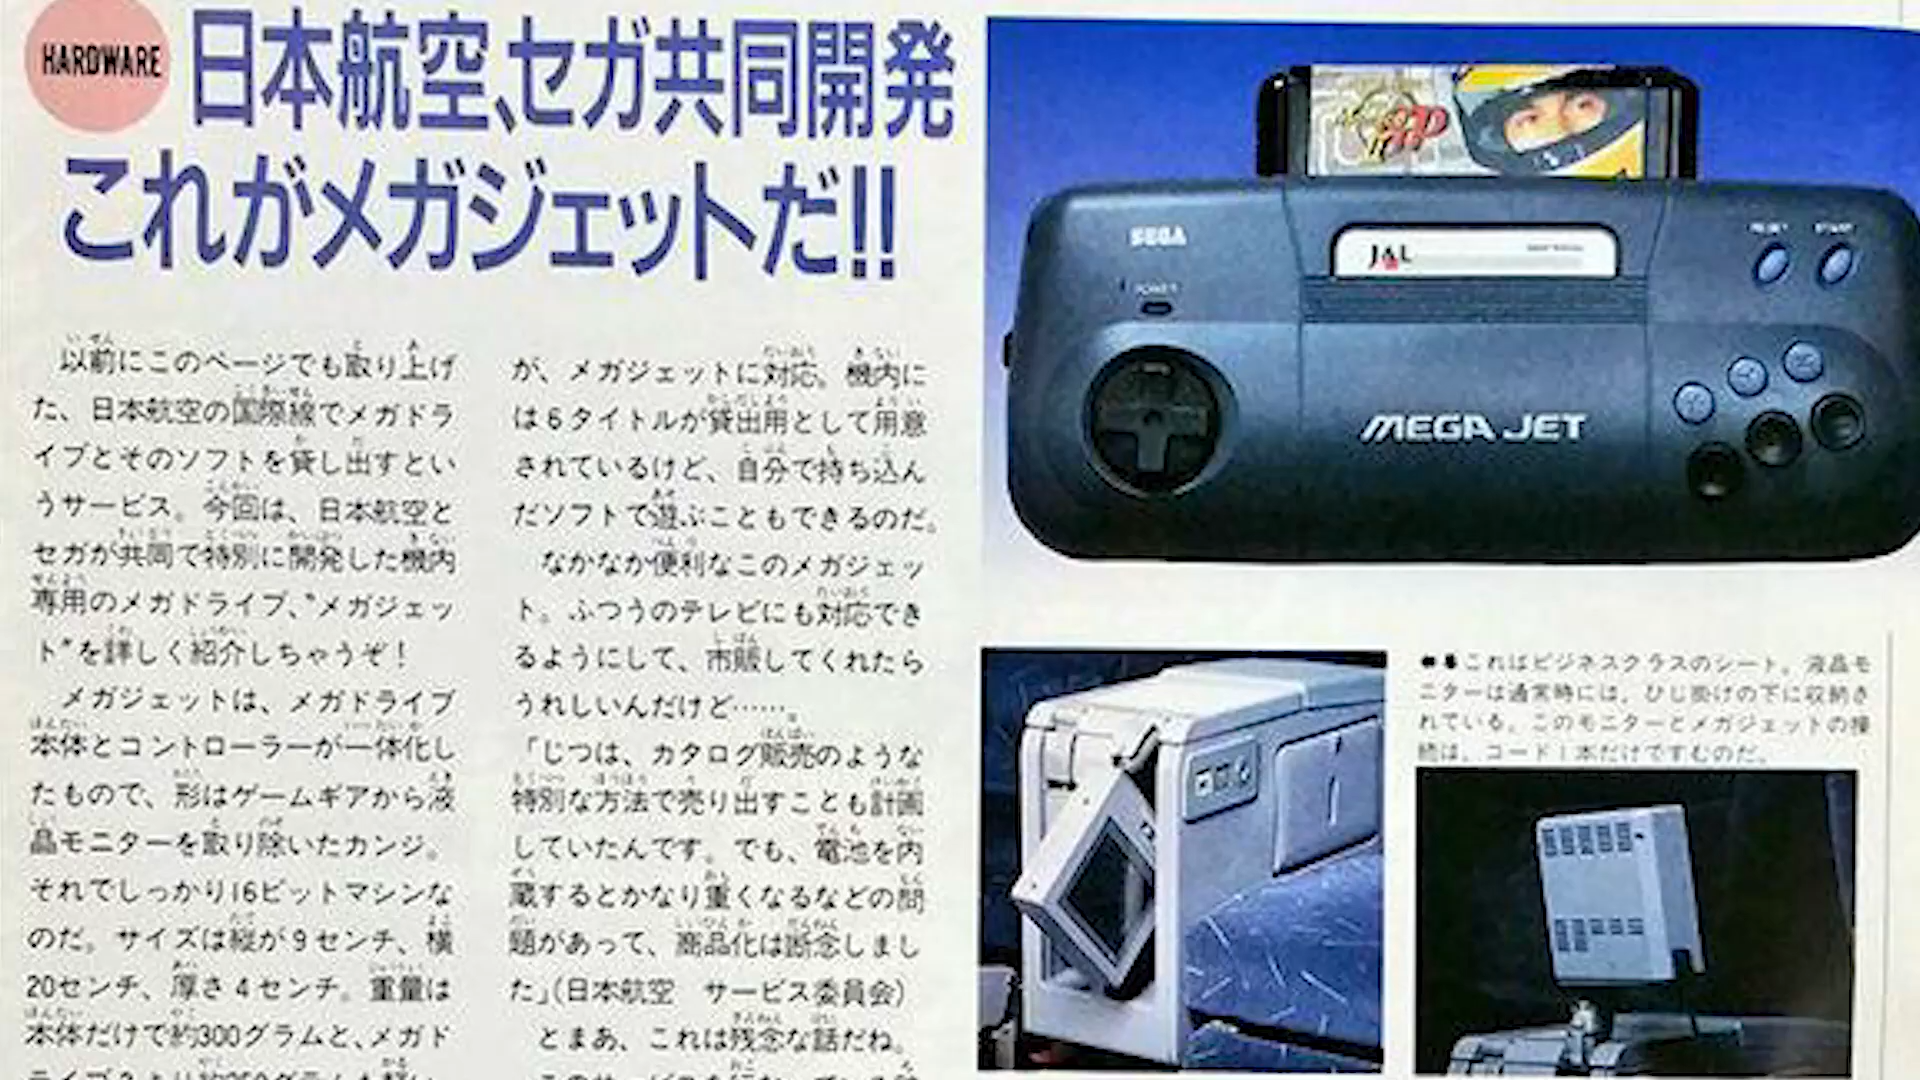 HARDWARE
日本航空、セガ共同開発
これがメガジェットだ!!
以前にこのページでも取り上げ
た、日本航空の国際線でメガドラ
イブとそのソフトを貸し出すとい
うサービス。今回は、日本航空と
セガが共同で特別に開発した機内
専用のメガドライブ、〝メガジェッ
ト〞を詳しく紹介しちゃうぞ！
メガジェットは、メガドライブ
本体とコントローラーが一体化し
たもので、形はゲームギアから液
晶モニターを取り除いたカンジ。
それでしっかり16ビットマシンな
のだ。サイズは縦が9センチ、横
20センチ、厚さ4センチ。重量は
本体だけで約300グラムと、メガド
が、メガジェットに対応。機内に
は6タイトルが貸出用として用意
されているけど、自分で持ち込ん
だソフトで遊ぶこともできるのだ。
なかなか便利なこのメガジェッ
ト。ふつうのテレビにも対応でき
るようにして、市販してくれたら
うれしいんだけど……。
「じつは、カタログ販売のような
特別な方法で売り出すことも計画
していたんです。でも、電池を内
蔵するとかなり重くなるなどの問
題があって、商品化は断念しまし
た」（日本航空　サービス委員会）
とまあ、これは残念な話だね。
SEGA
POWER
JAL
RESET
START
MEGA JET
これはビジネスクラスのシート。液晶モ
ニターは通常時には、ひじ掛けの下に収納さ
れている。このモニターとメガジェットの接
続は、コード1本だけですむのだ。